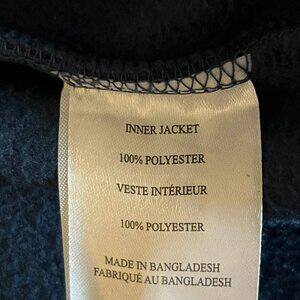 INNER JACKET
100% POLYESTER
VESTE INTÉRIEUR
100% POLYESTER
MADE IN BANGLADESH
FABRIQUÉ AU BANGLADESH